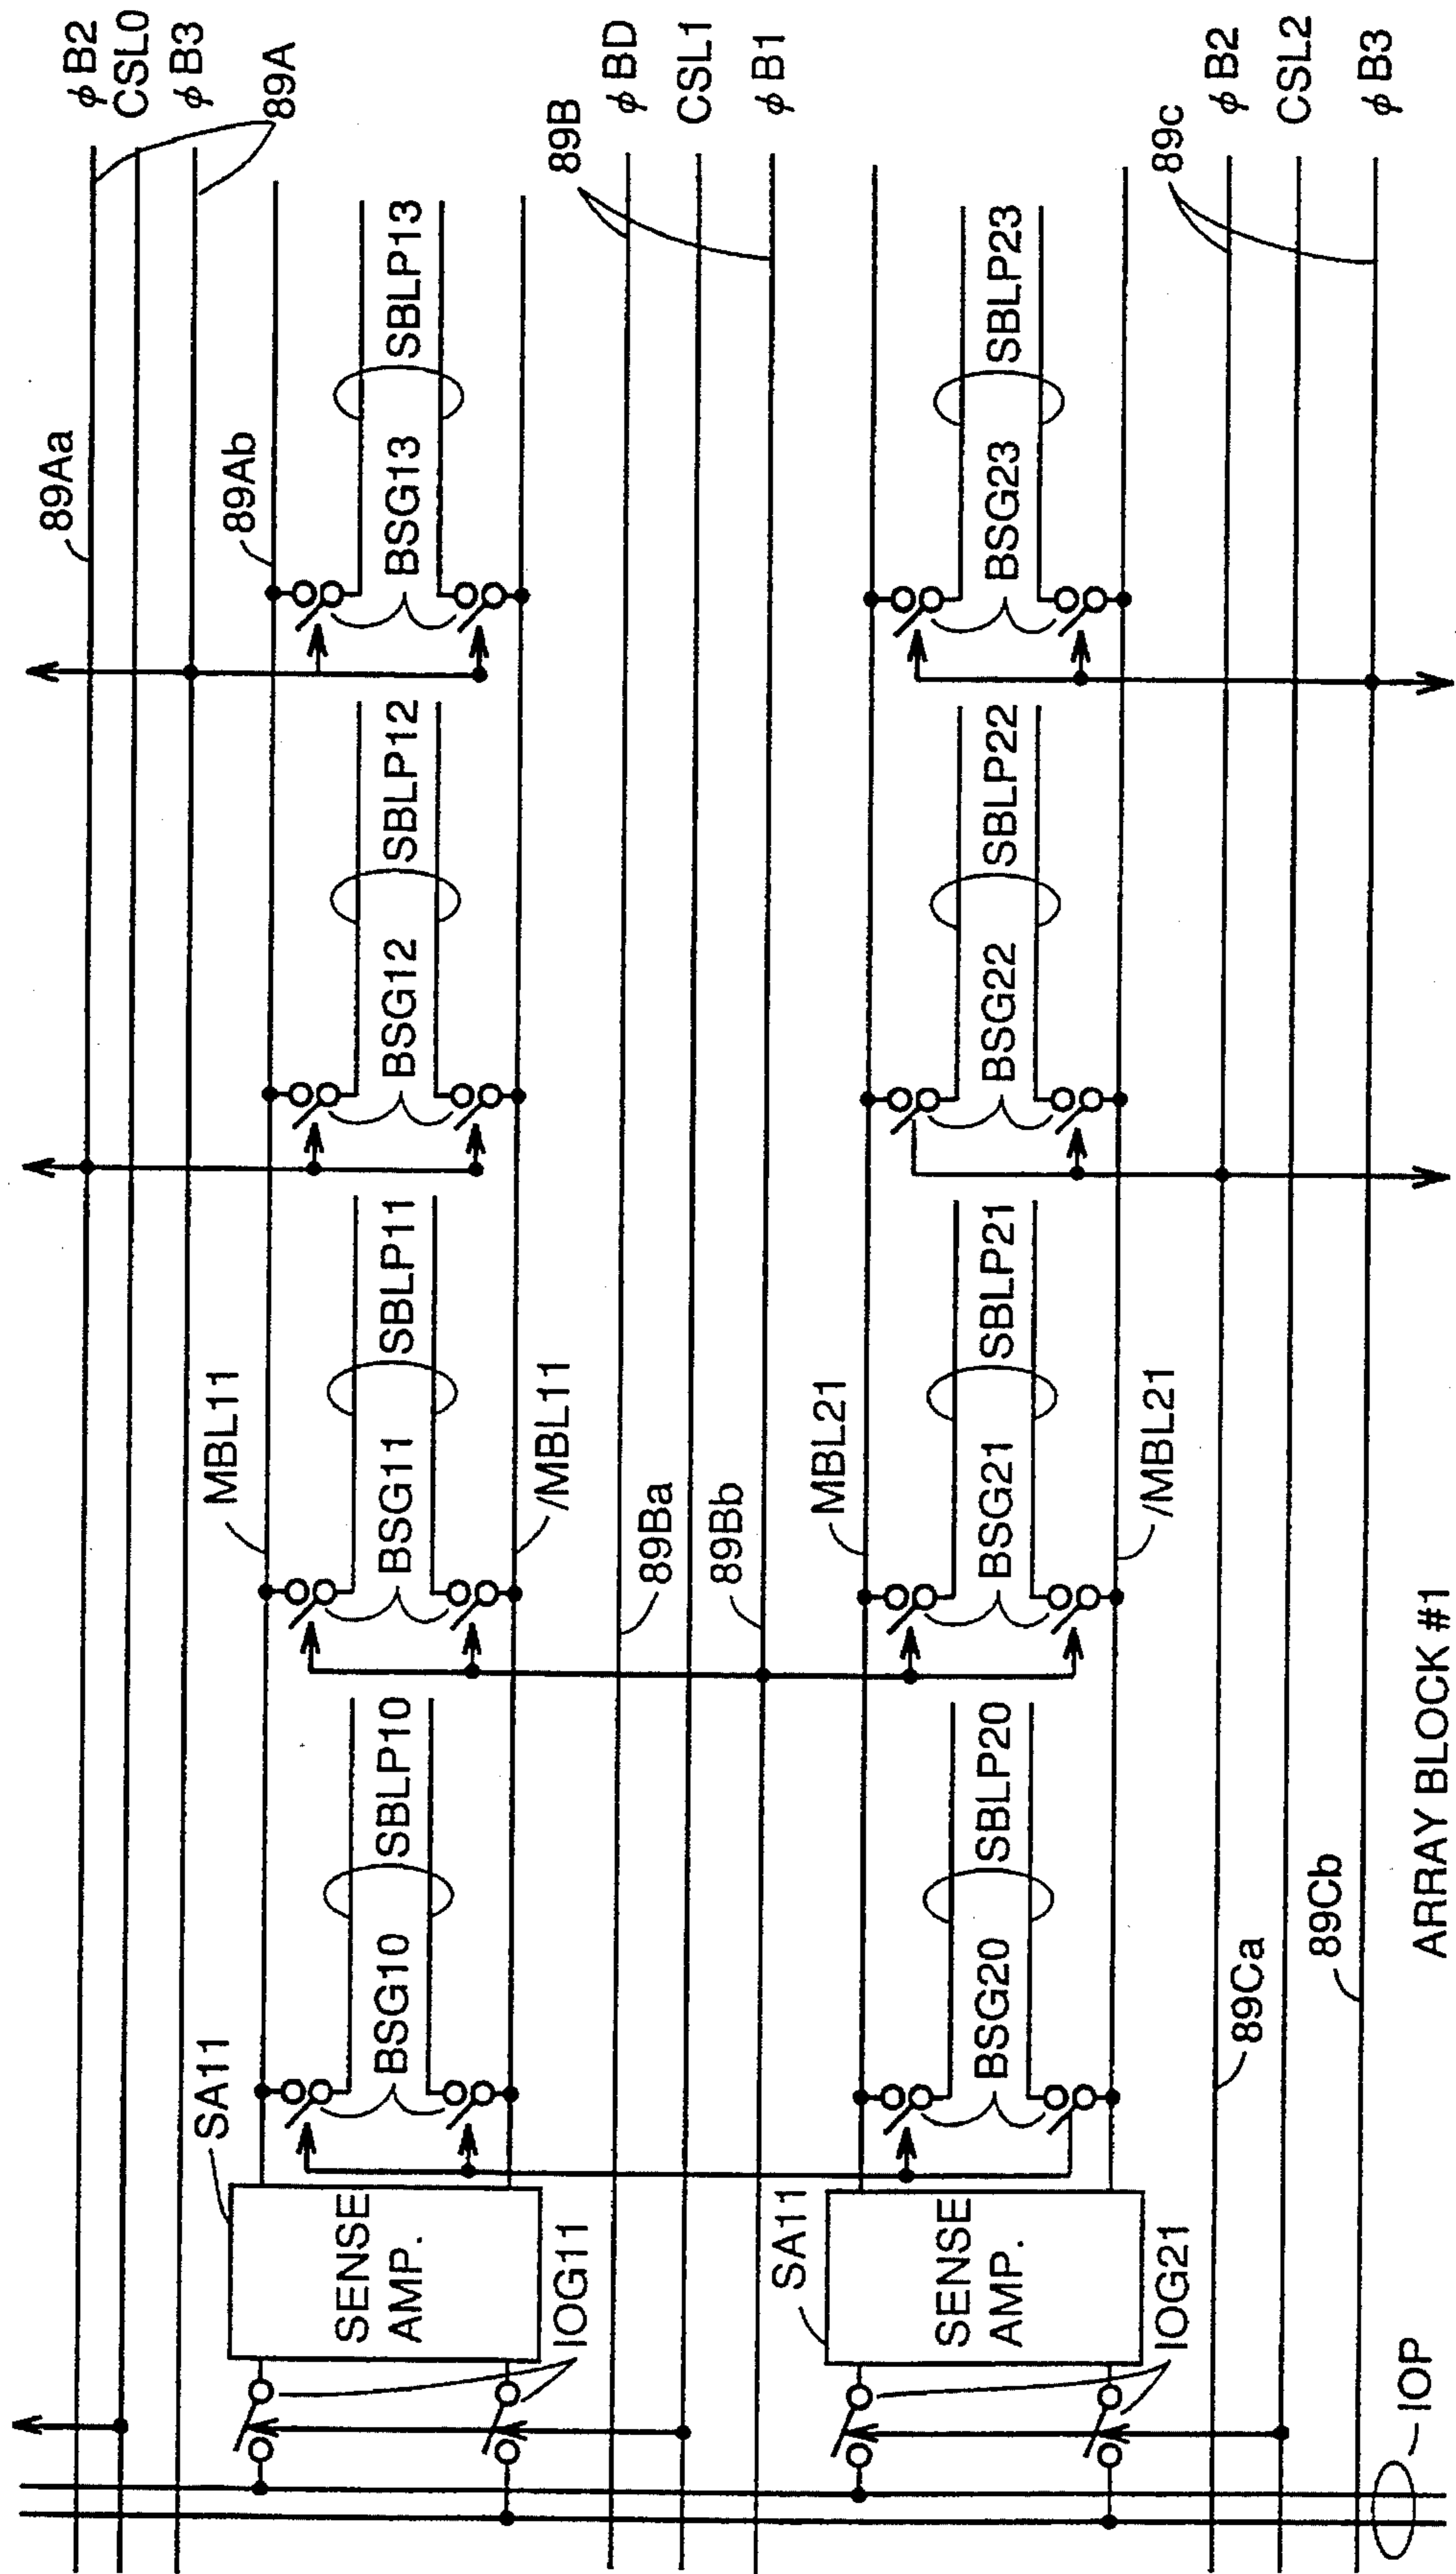 φB2
CSL0
φB3
89A
89Aa
89Ab
MBL11
SA11
SENSE
AMP.
BSG10
SBLP10
BSG11
SBLP11
BSG12
SBLP12
BSG13
SBLP13
IOG11
/MBL11
89B
φBD
CSL1
φB1
89Ba
89Bb
MBL21
SA11
SENSE
AMP.
BSG20
SBLP20
BSG21
SBLP21
BSG22
SBLP22
BSG23
SBLP23
IOG21
/MBL21
89c
φB2
CSL2
φB3
89Ca
89Cb
IOP
ARRAY BLOCK #1